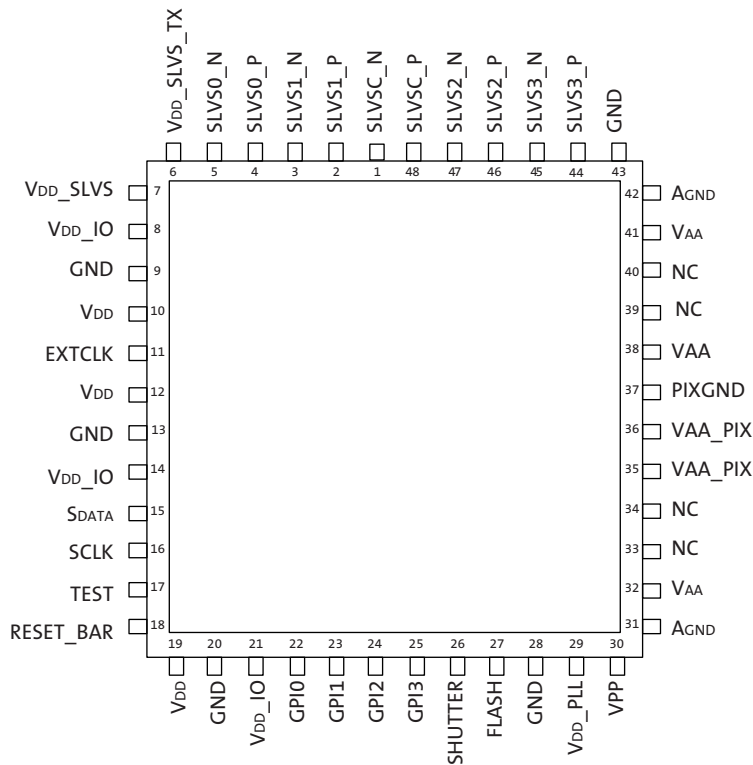 VDD_SLVS_TX
SLVS0_N
SLVS0_P
SLVS1_N
SLVS1_P
SLVSC_N
SLVSC_P
SLVS2_N
SLVS2_P
SLVS3_N
SLVS3_P
GND
6 5 4 3 2 1 48 47 46 45 44 43
VDD_SLVS 7
VDD_IO 8
GND 9
VDD 10
EXTCLK 11
VDD 12
GND 13
VDD_IO 14
SDATA 15
SCLK 16
TEST 17
RESET_BAR 18
42 AGND
41 VAA
40 NC
39 NC
38 VAA
37 PIXGND
36 VAA_PIX
35 VAA_PIX
34 NC
33 NC
32 VAA
31 AGND
19 20 21 22 23 24 25 26 27 28 29 30
VDD
GND
VDD_IO
GPI0
GPI1
GPI2
GPI3
SHUTTER
FLASH
GND
VDD_PLL
VPP